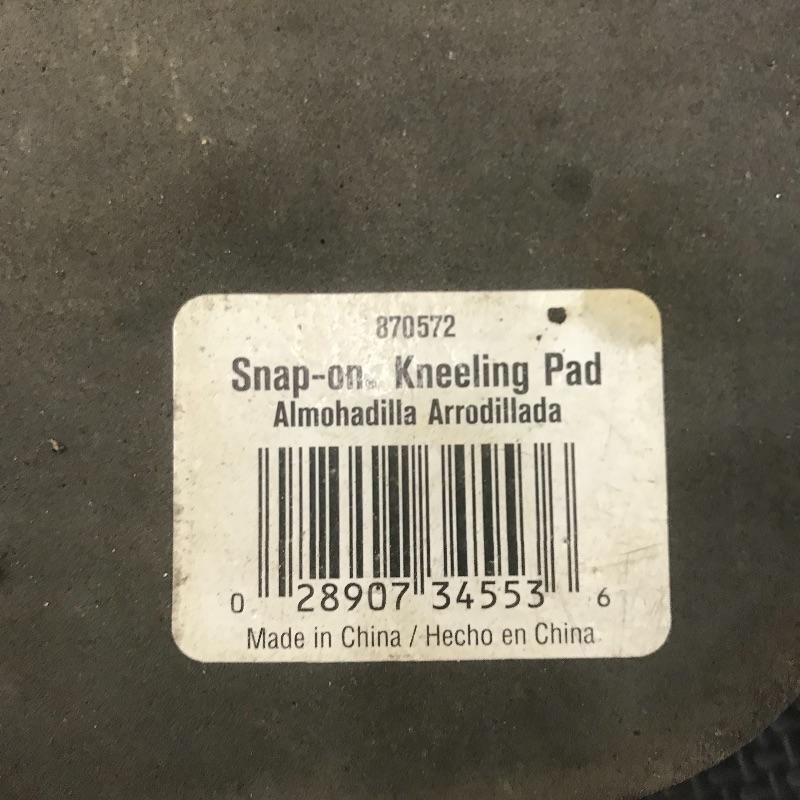 870572
Snap-on Kneeling Pad
Almohadilla Arrodillada
0 28907 34553 6
Made in China / Hecho en China